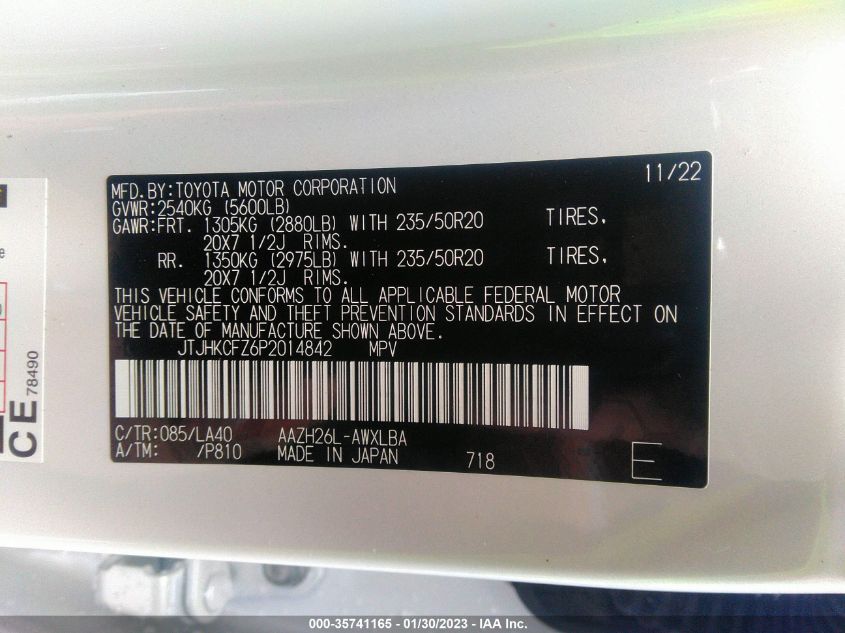 MFD.BY:TOYOTA MOTOR CORPORATION 11/22
GVWR:2540KG (5600LB)
GAWR:FRT. 1305KG (2880LB) WITH 235/50R20 TIRES,
20X7 1/2J RIMS.
RR. 1350KG (2975LB) WITH 235/50R20 TIRES,
20X7 1/2J RIMS.
THIS VEHICLE CONFORMS TO ALL APPLICABLE FEDERAL MOTOR
VEHICLE SAFETY AND THEFT PREVENTION STANDARDS IN EFFECT ON
THE DATE OF MANUFACTURE SHOWN ABOVE.
JTJHKCFZ6P2014842 MPV
C/TR:085/LA40 AAZH26L-AWXLBA
A/TM: /P810 MADE IN JAPAN 718 E
CE 78490
000-35741165 - 01/30/2023 - IAA Inc.